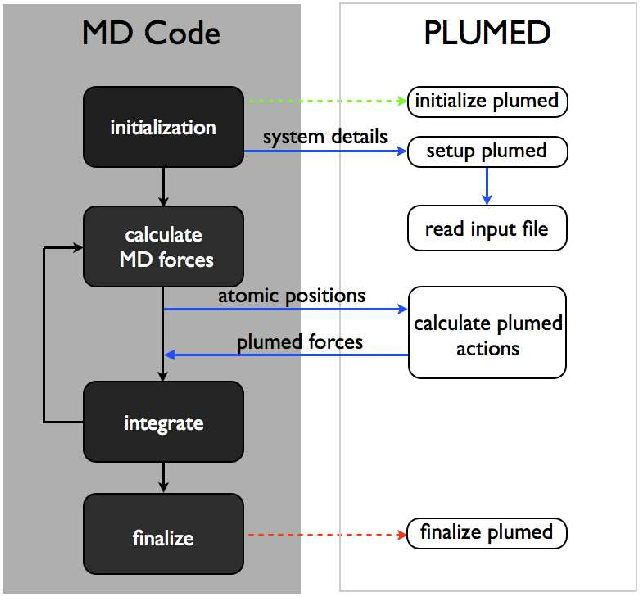 MD Code
PLUMED
initialization
initialize plumed
system details
setup plumed
read input file
calculate
MD forces
atomic positions
calculate plumed
actions
plumed forces
integrate
finalize
finalize plumed